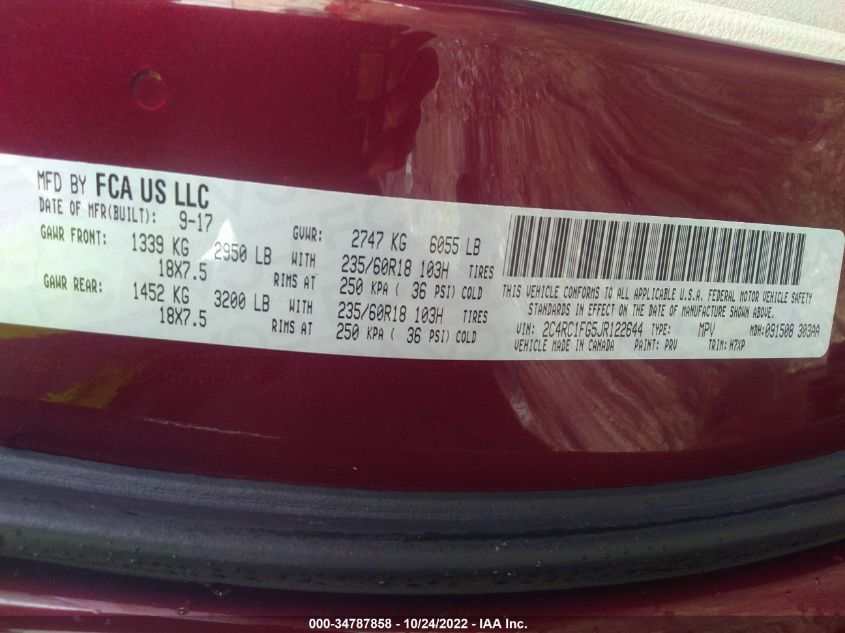 MFD BY FCA US LLC
DATE OF MFR(BUILT): 9-17
GAWR FRONT: 1339 KG 2950 LB WITH
18X7.5 RIMS AT
GAWR REAR: 1452 KG 3200 LB WITH
18X7.5 RIMS AT
GVWR: 2747 KG 6055 LB
235/60R18 103H TIRES
250 KPA ( 36 PSI) COLD
235/60R18 103H TIRES
250 KPA ( 36 PSI) COLD
THIS VEHICLE CONFORMS TO ALL APPLICABLE U.S.A. FEDERAL MOTOR VEHICLE SAFETY
STANDARDS IN EFFECT ON THE DATE OF MANUFACTURE SHOWN ABOVE.
VIN: 2C4RC1FG5JR122644 TYPE: MPV MDH: 091508 303AA
VEHICLE MADE IN CANADA PAINT: PRV TRIM: H7XP
000-34787858 - 10/24/2022 - IAA Inc.